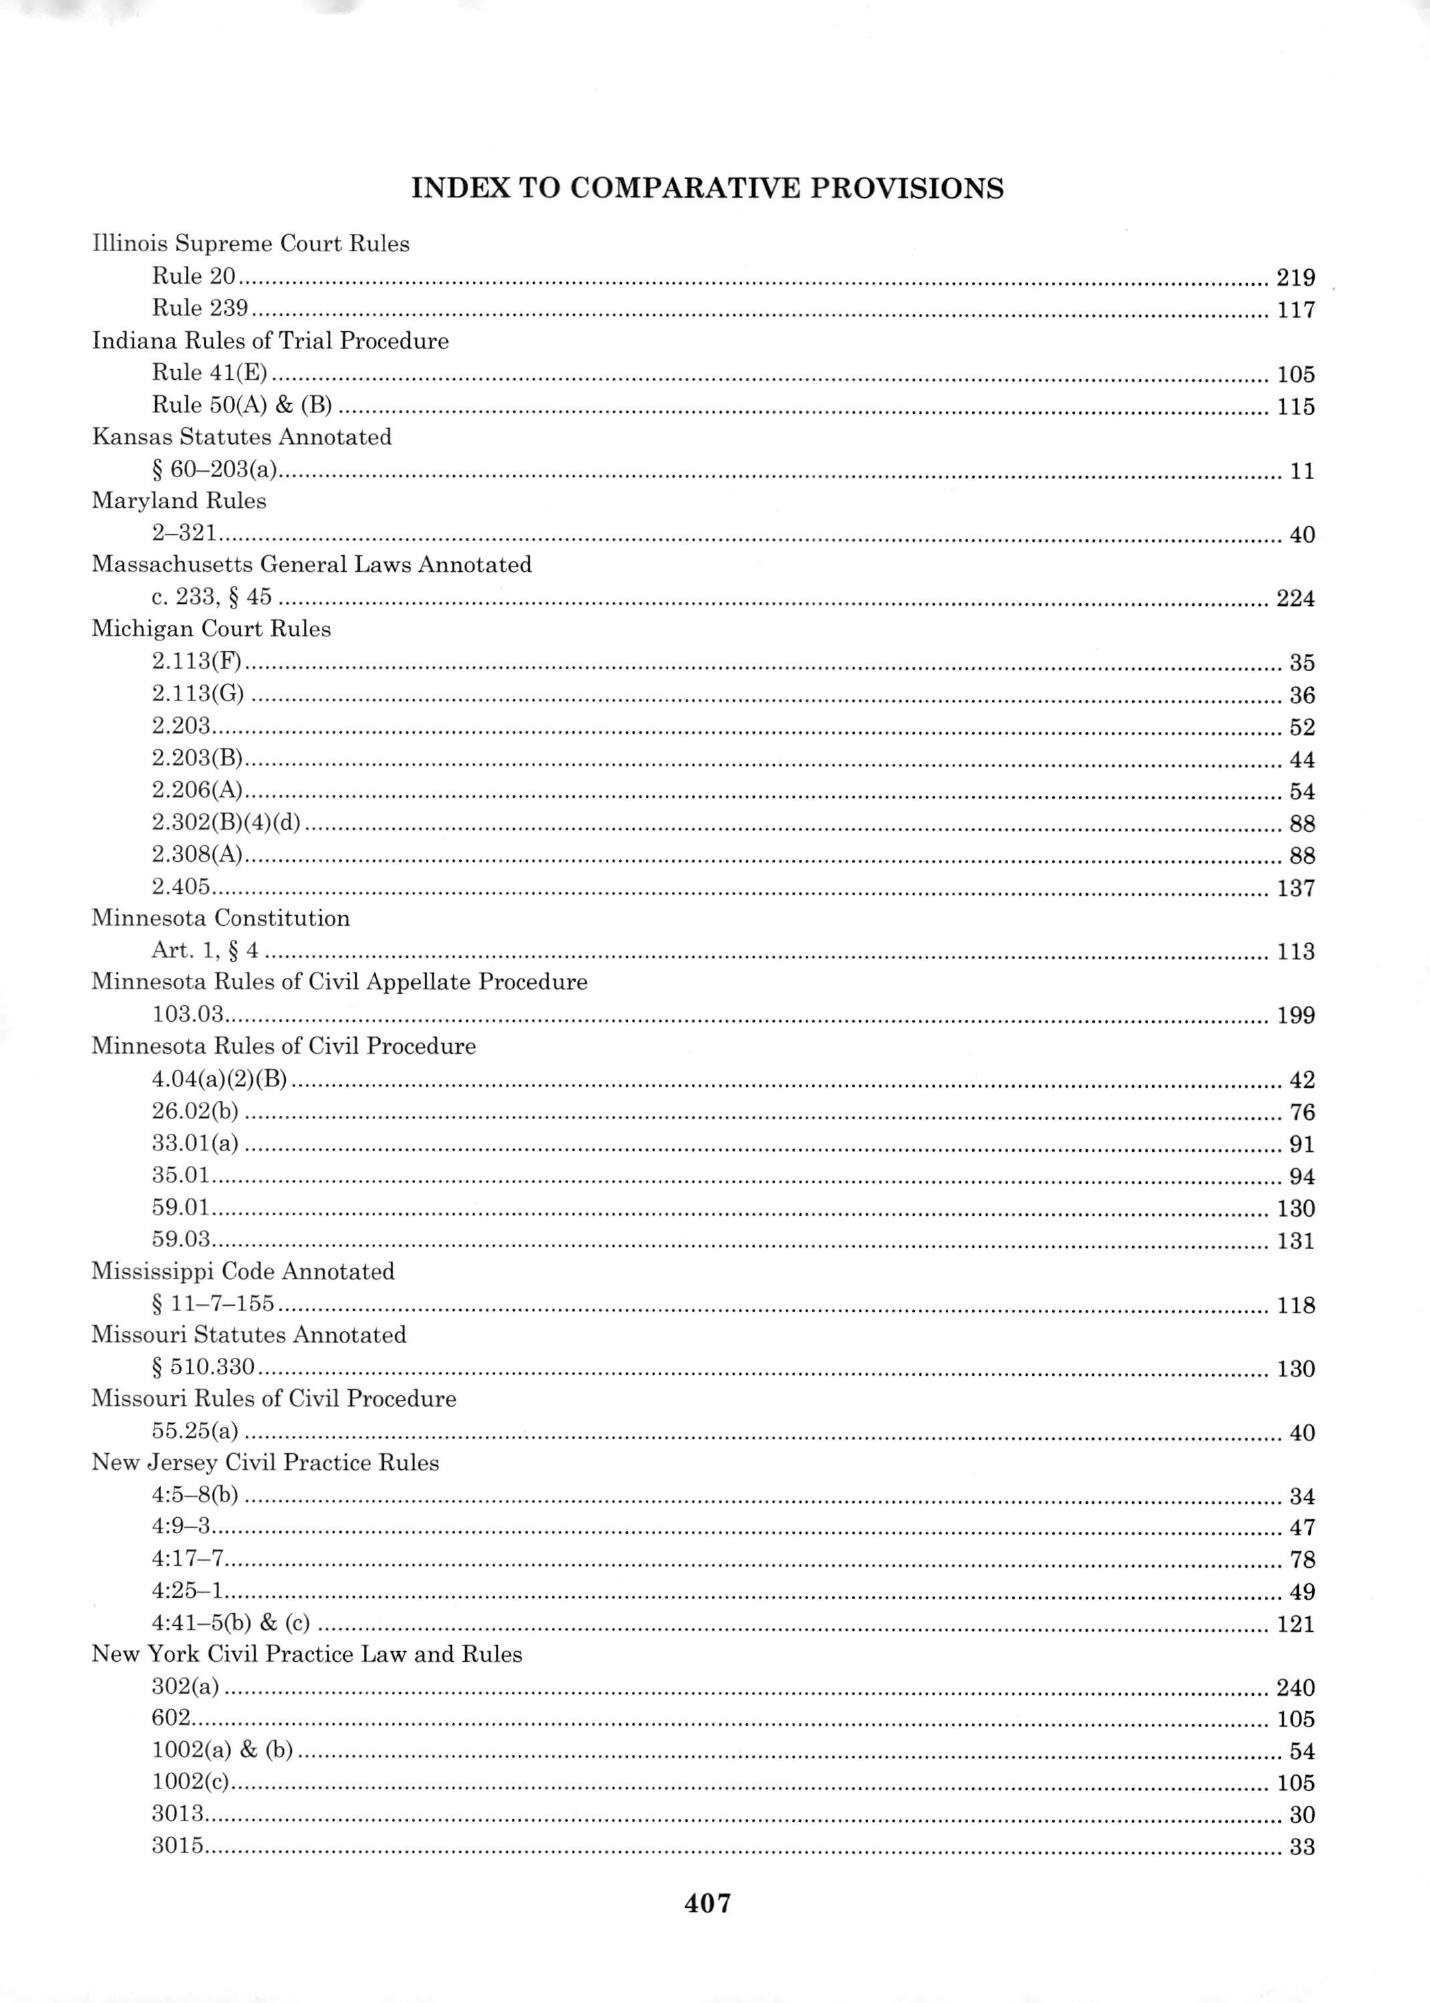 INDEX TO COMPARATIVE PROVISIONS
Illinois Supreme Court Rules
Rule 20 219
Rule 239 117
Indiana Rules of Trial Procedure
Rule 41(E) 105
Rule 50(A) & (B) 115
Kansas Statutes Annotated
§ 60–203(a) 11
Maryland Rules
2–321 40
Massachusetts General Laws Annotated
c. 233, § 45 224
Michigan Court Rules
2.113(F) 35
2.113(G) 36
2.203 52
2.203(B) 44
2.206(A) 54
2.302(B)(4)(d) 88
2.308(A) 88
2.405 137
Minnesota Constitution
Art. 1, § 4 113
Minnesota Rules of Civil Appellate Procedure
103.03 199
Minnesota Rules of Civil Procedure
4.04(a)(2)(B) 42
26.02(b) 76
33.01(a) 91
35.01 94
59.01 130
59.03 131
Mississippi Code Annotated
§ 11–7–155 118
Missouri Statutes Annotated
§ 510.330 130
Missouri Rules of Civil Procedure
55.25(a) 40
New Jersey Civil Practice Rules
4:5–8(b) 34
4:9–3 47
4:17–7 78
4:25–1 49
4:41–5(b) & (c) 121
New York Civil Practice Law and Rules
302(a) 240
602 105
1002(a) & (b) 54
1002(c) 105
3013 30
3015 33
407